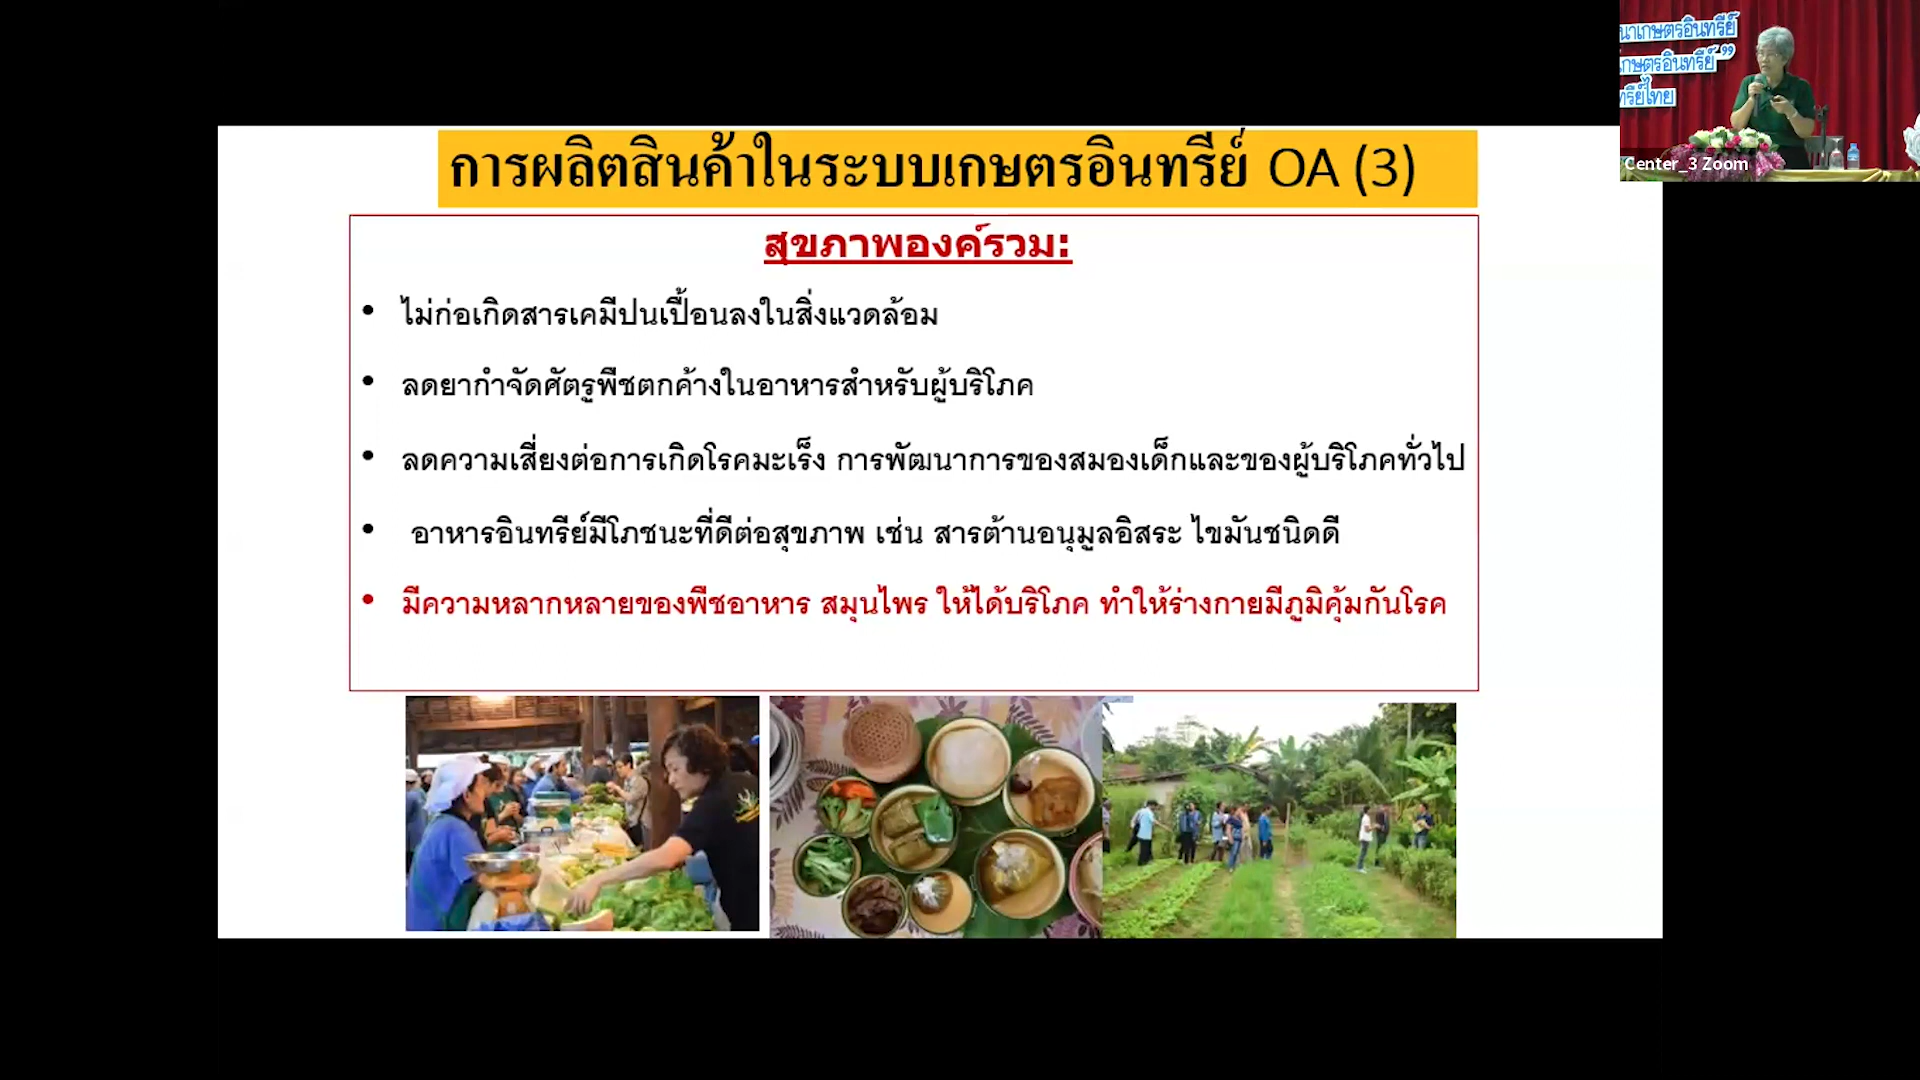 การผลิตสินค้าในระบบเกษตรอินทรีย์ OA (3)
สุขภาพองค์รวม:
• ไม่ก่อเกิดสารเคมีปนเปื้อนลงในสิ่งแวดล้อม
• ลดยากำจัดศัตรูพืชตกค้างในอาหารสำหรับผู้บริโภค
• ลดความเสี่ยงต่อการเกิดโรคมะเร็ง การพัฒนาการของสมองเด็กและของผู้บริโภคทั่วไป
• อาหารอินทรีย์มีโภชนะที่ดีต่อสุขภาพ เช่น สารต้านอนุมูลอิสระ ไขมันชนิดดี
• มีความหลากหลายของพืชอาหาร สมุนไพร ให้ได้บริโภค ทำให้ร่างกายมีภูมิคุ้มกันโรค
นาเกษตรอินทรีย์
เกษตรอินทรีย์ ”
ทรีย์ไทย
Center_3 Zoom